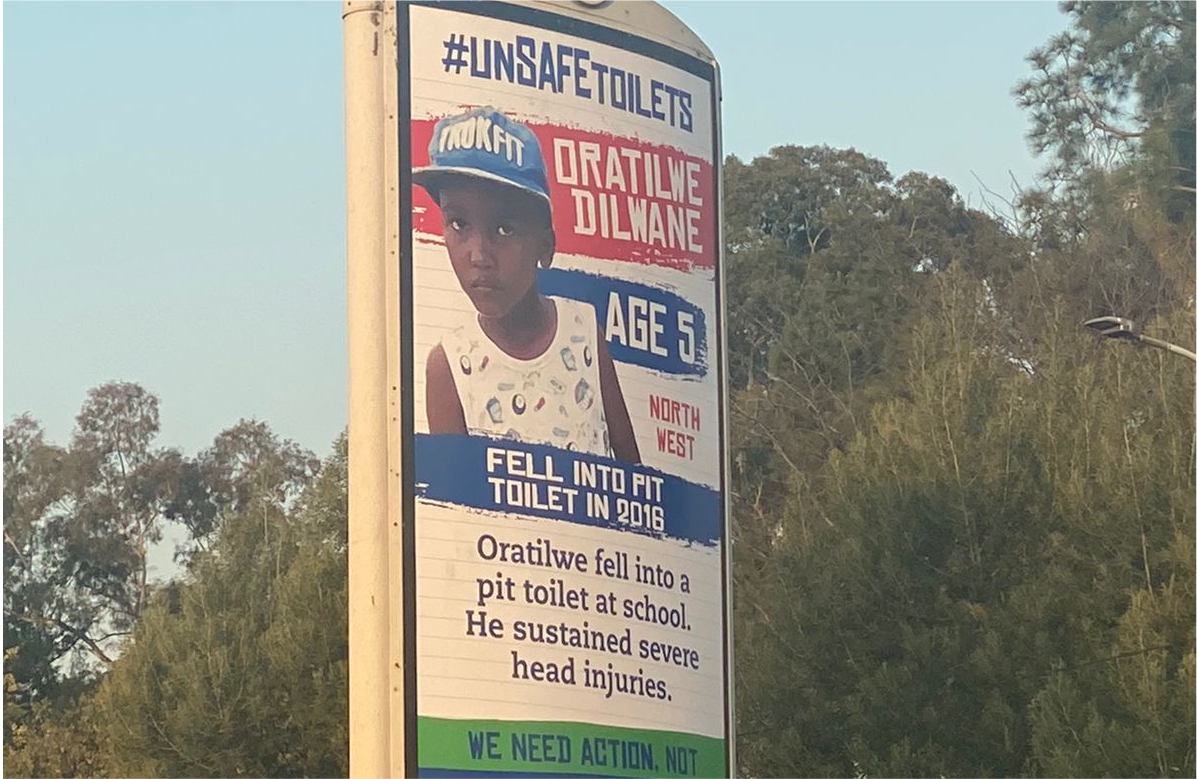 #UNSAFETOILETS
TRUKFIT
ORATILWE
DILWANE
AGE 5
NORTH
WEST
FELL INTO PIT
TOILET IN 2016
Oratilwe fell into a
pit toilet at school.
He sustained severe
head injuries.
WE NEED ACTION, NOT